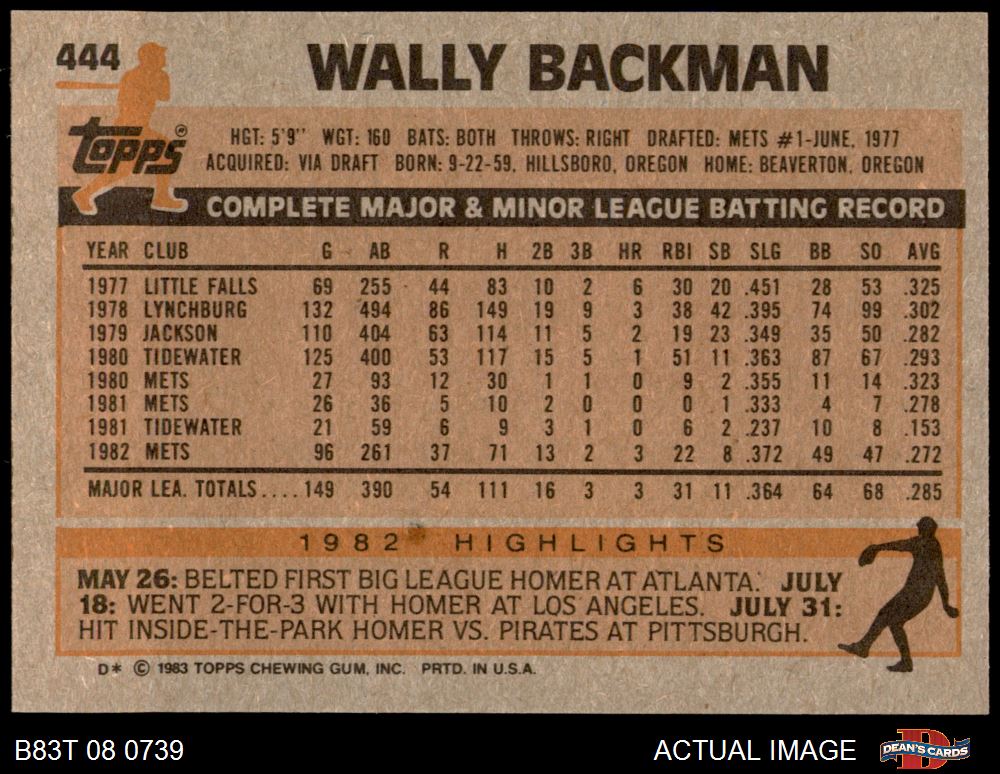 444
WALLY BACKMAN
Topps®
HGT: 5'9" WGT: 160 BATS: BOTH THROWS: RIGHT DRAFTED: METS #1-JUNE, 1977
ACQUIRED: VIA DRAFT BORN: 9-22-59, HILLSBORO, OREGON HOME: BEAVERTON, OREGON
COMPLETE MAJOR & MINOR LEAGUE BATTING RECORD
YEAR CLUB G AB R H 2B 3B HR RBI SB SLG BB SO AVG
1977 LITTLE FALLS 69 255 44 83 10 2 6 30 20 .451 28 53 .325
1978 LYNCHBURG 132 494 86 149 19 9 3 38 42 .395 74 99 .302
1979 JACKSON 110 404 63 114 11 5 2 19 23 .349 35 50 .282
1980 TIDEWATER 125 400 53 117 15 5 1 51 11 .363 87 67 .293
1980 METS 27 93 12 30 1 1 0 9 2 .355 11 14 .323
1981 METS 26 36 5 10 2 0 0 0 1 .333 4 7 .278
1981 TIDEWATER 21 59 6 9 3 1 0 6 2 .237 10 8 .153
1982 METS 96 261 37 71 13 2 3 22 8 .372 49 47 .272
MAJOR LEA. TOTALS.... 149 390 54 111 16 3 3 31 11 .364 64 68 .285
1982 HIGHLIGHTS
MAY 26: BELTED FIRST BIG LEAGUE HOMER AT ATLANTA. JULY
18: WENT 2-FOR-3 WITH HOMER AT LOS ANGELES. JULY 31:
HIT INSIDE-THE-PARK HOMER VS. PIRATES AT PITTSBURGH.
D* © 1983 TOPPS CHEWING GUM, INC. PRTD. IN U.S.A.
B83T 08 0739
ACTUAL IMAGE
DEAN'S CARDS